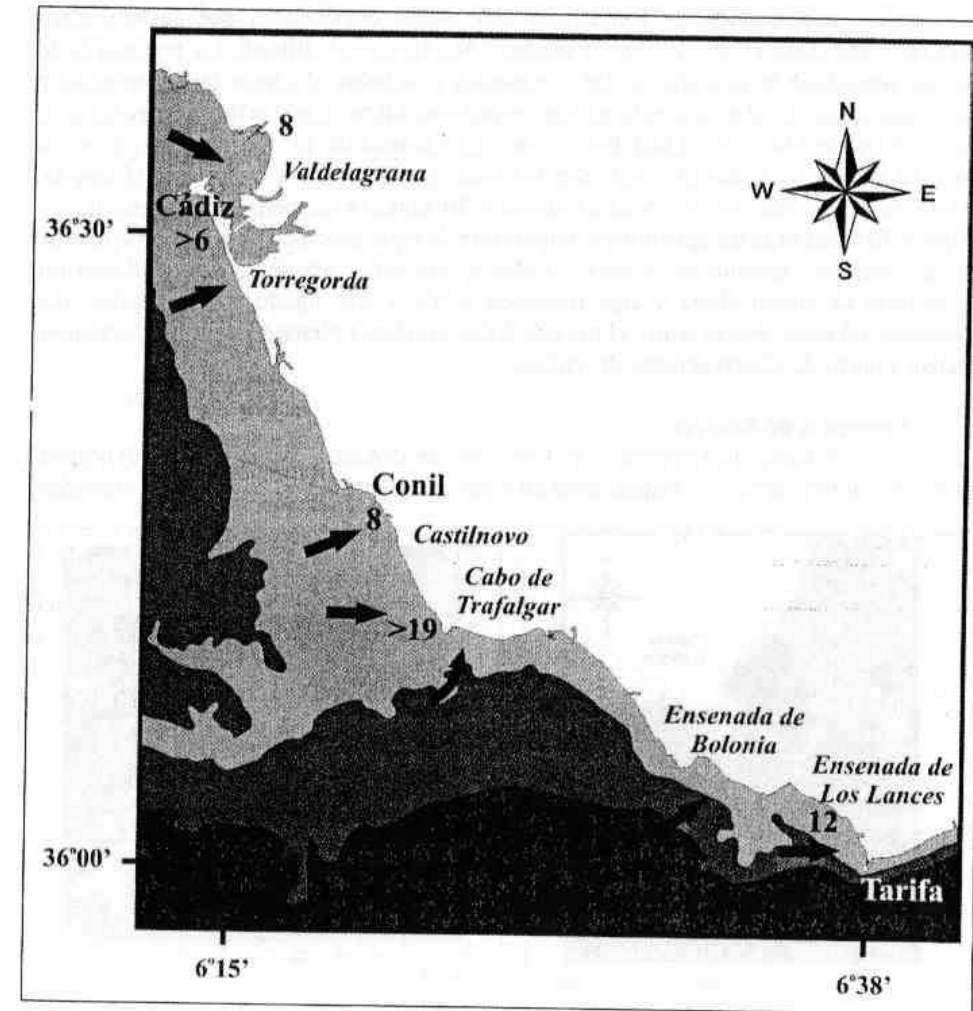 N
W
E
S
8
Valdelagrana
Cádiz
>6
36°30'
Torregorda
Conil
8
Castilnovo
Cabo de
Trafalgar
>19
Ensenada de
Bolonia
Ensenada de
Los Lances
12
36°00'
Tarifa
6°15'
6°38'